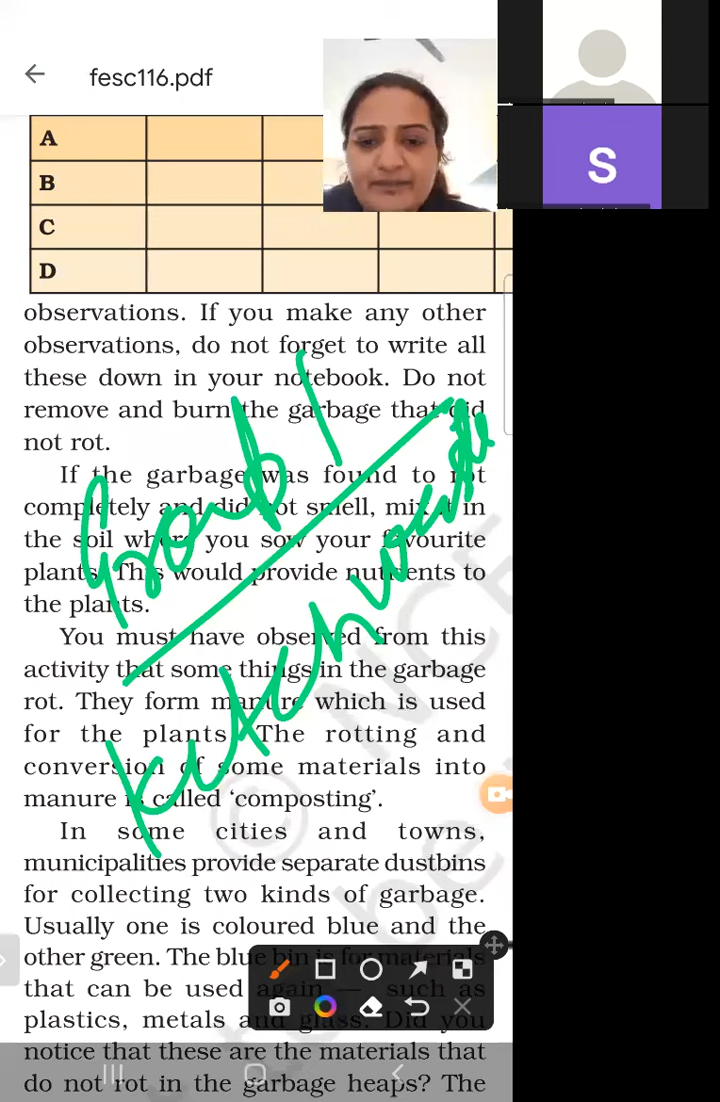 fesc116.pdf
S
A
B
C
D
observations. If you make any other
observations, do not forget to write all
these down in your notebook. Do not
remove and burn the garbage that did
not rot.
If the garbage was found to rot
completely and did not smell, mix it in
the soil where you sow your favourite
plants. This would provide nutrients to
the plants.
You must have observed from this
activity that some things in the garbage
rot. They form manure which is used
for the plants. The rotting and
conversion of some materials into
manure is called ‘composting’.
In some cities and towns,
municipalities provide separate dustbins
for collecting two kinds of garbage.
Usually one is coloured blue and the
other green. The blue bin is for materials
that can be used again — such as
plastics, metals and glass. Did you
notice that these are the materials that
do not rot in the garbage heaps? The
Group 1
© NCE
be